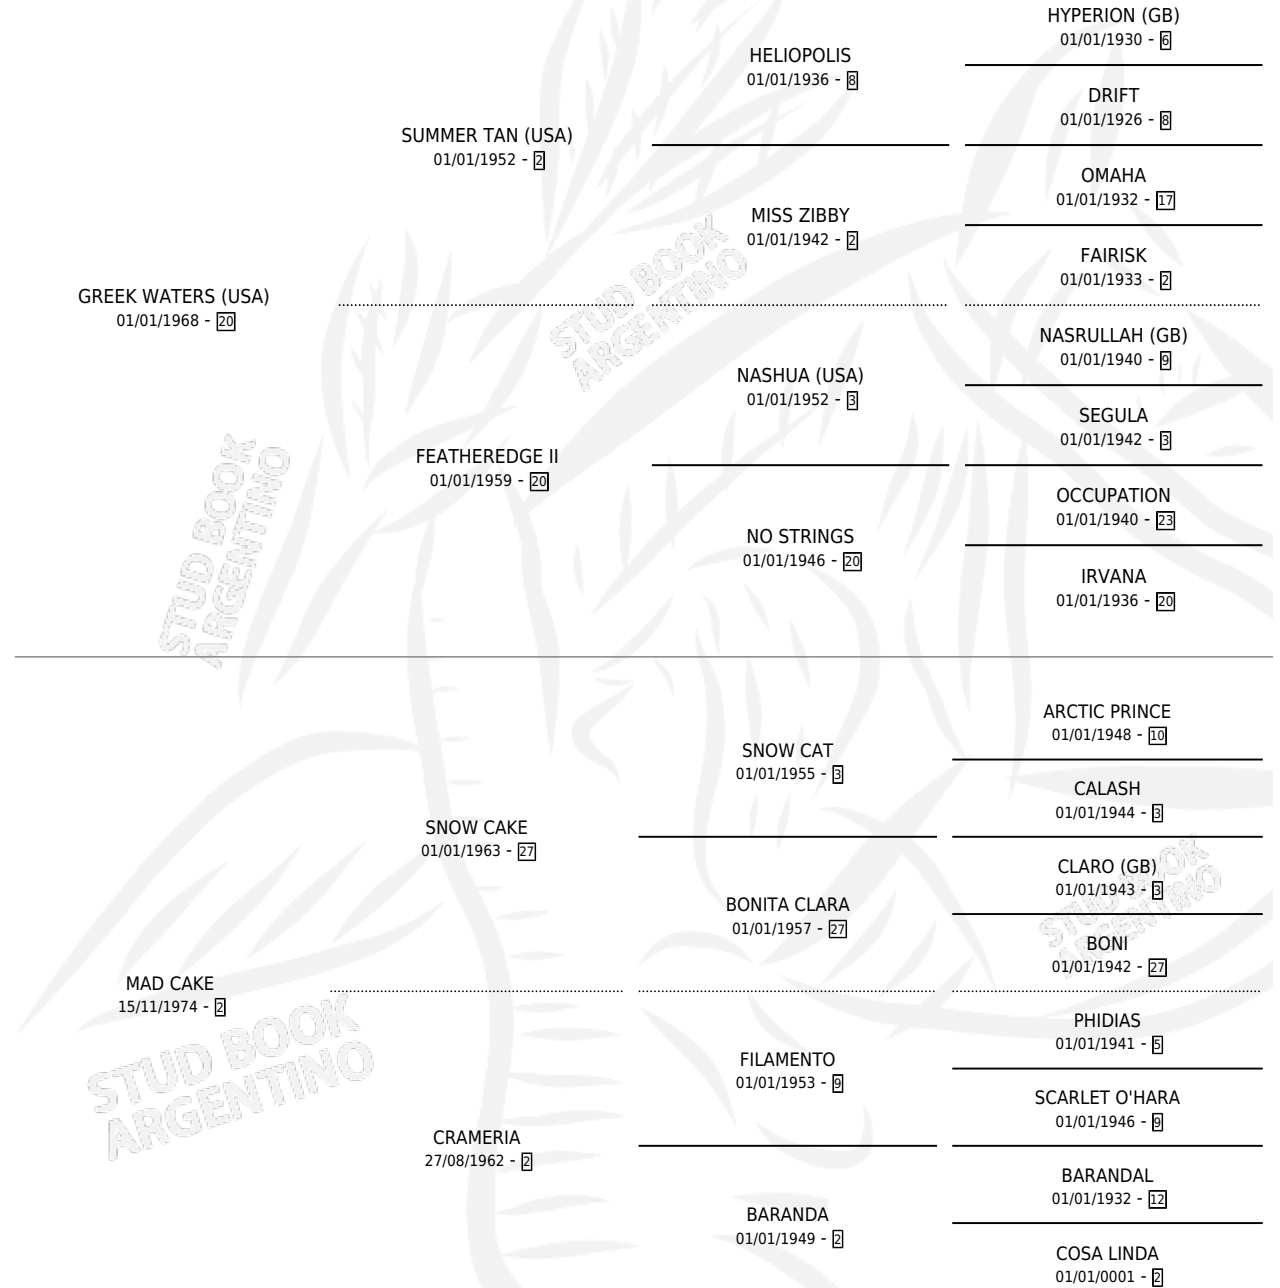 HYPERION (GB)
01/01/1930 - 6
HELIOPOLIS
01/01/1936 - 8
DRIFT
01/01/1926 - 8
SUMMER TAN (USA)
01/01/1952 - 2
OMAHA
01/01/1932 - 17
MISS ZIBBY
01/01/1942 - 2
FAIRISK
01/01/1933 - 2
GREEK WATERS (USA)
01/01/1968 - 20
NASRULLAH (GB)
01/01/1940 - 9
NASHUA (USA)
01/01/1952 - 3
SEGULA
01/01/1942 - 3
FEATHEREDGE II
01/01/1959 - 20
OCCUPATION
01/01/1940 - 23
NO STRINGS
01/01/1946 - 20
IRVANA
01/01/1936 - 20
ARCTIC PRINCE
01/01/1948 - 10
SNOW CAT
01/01/1955 - 3
CALASH
01/01/1944 - 3
SNOW CAKE
01/01/1963 - 27
CLARO (GB)
01/01/1943 - 3
BONITA CLARA
01/01/1957 - 27
BONI
01/01/1942 - 27
MAD CAKE
15/11/1974 - 2
PHIDIAS
01/01/1941 - 5
FILAMENTO
01/01/1953 - 9
SCARLET O'HARA
01/01/1946 - 9
CRAMERIA
27/08/1962 - 2
BARANDAL
01/01/1932 - 12
BARANDA
01/01/1949 - 2
COSA LINDA
01/01/0001 - 2
STUD BOOK
ARGENTINO
STUD BOOK
ARGENTINO
STUD BOOK
ARGENTINO
STUD BOOK
ARGENTINO